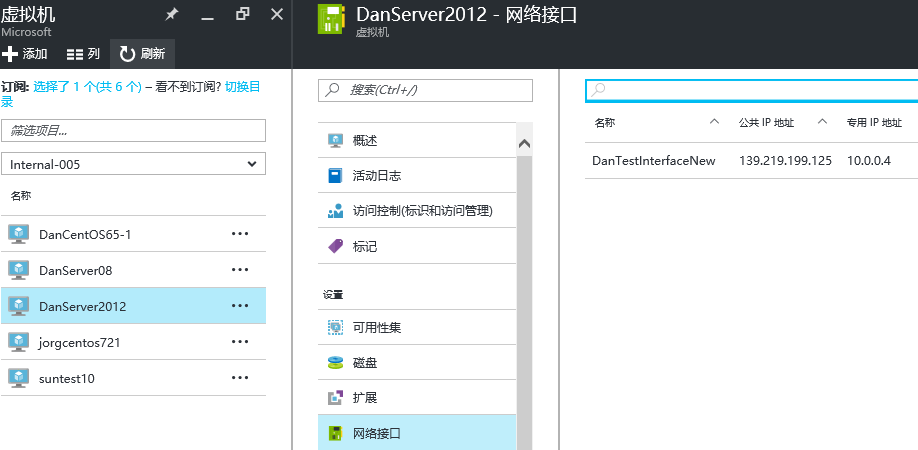 虚拟机
Microsoft
添加 列 刷新
订阅: 选择了 1 个(共 6 个) – 看不到订阅? 切换目
录
筛选项目...
Internal-005
名称
DanCentOS65-1
DanServer08
DanServer2012
jorgcentos721
suntest10
DanServer2012 - 网络接口
虚拟机
搜索(Ctrl+/)
概述
活动日志
访问控制(标识和访问管理)
标记
设置
可用性集
磁盘
扩展
网络接口
名称 公共 IP 地址 专用 IP 地址
DanTestInterfaceNew 139.219.199.125 10.0.0.4